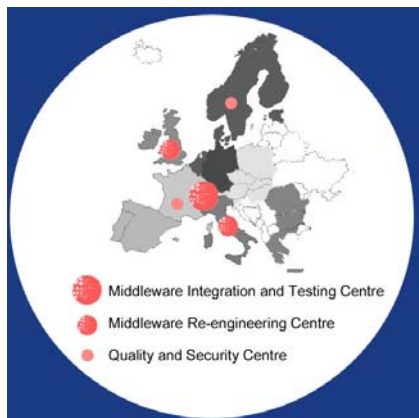 Middleware Integration and Testing Centre
Middleware Re-engineering Centre
Quality and Security Centre